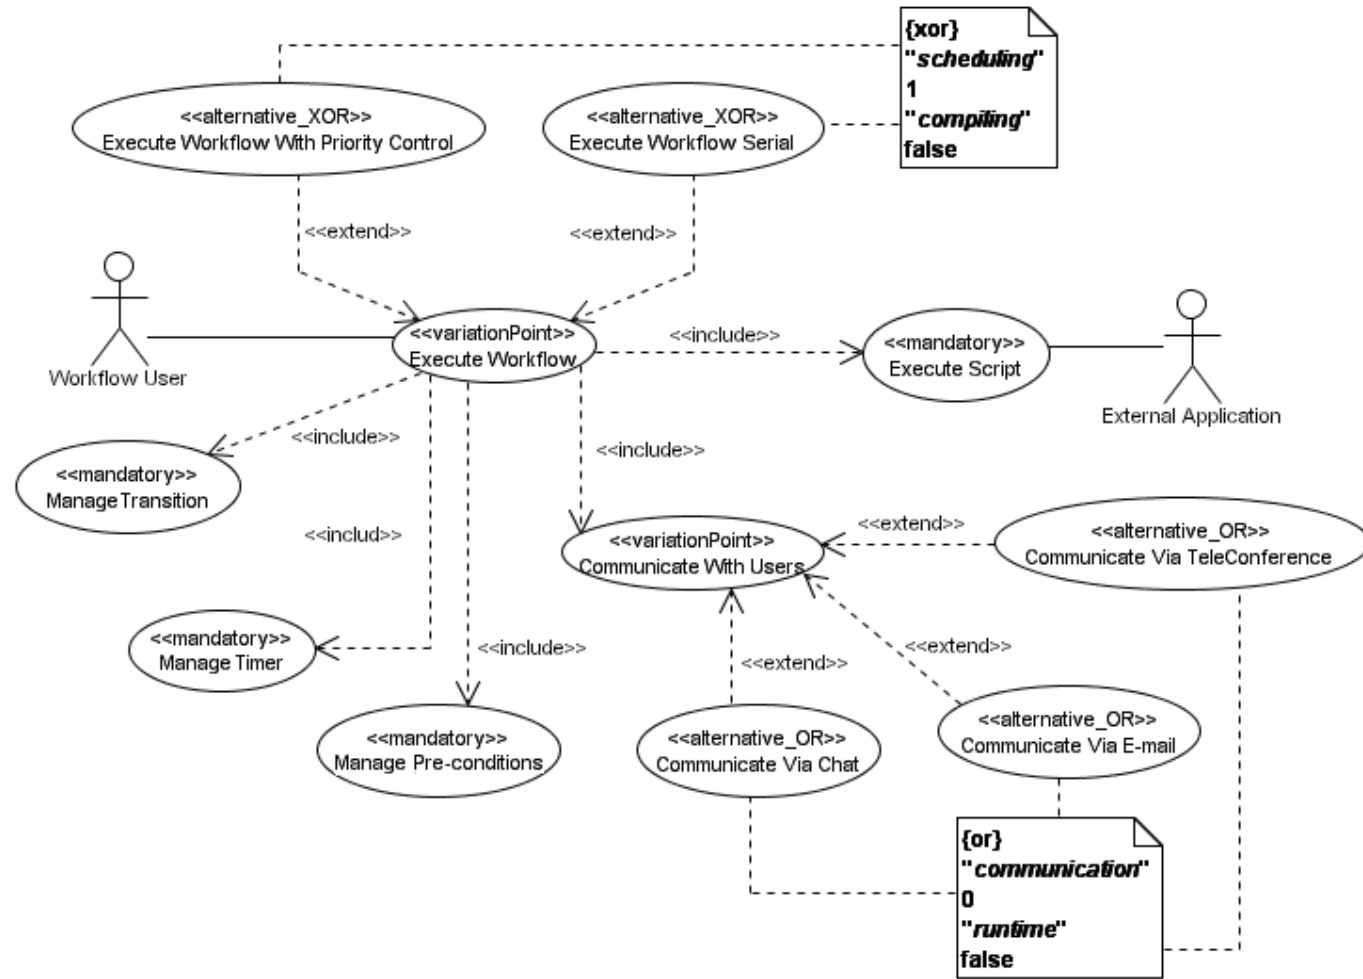 {xor}
"scheduling"
1
"compiling"
false
<<alternative_XOR>>
Execute Workflow With Priority Control
<<alternative_XOR>>
Execute Workflow Serial
<<extend>>
<<extend>>
Workflow User
<<variationPoint>>
Execute Workflow
<<include>>
<<mandatory>>
Execute Script
External Application
<<include>>
<<include>>
<<mandatory>>
Manage Transition
<<includ>>
<<variationPoint>>
Communicate With Users
<<extend>>
<<alternative_OR>>
Communicate Via TeleConference
<<mandatory>>
Manage Timer
<<include>>
<<extend>>
<<extend>>
<<mandatory>>
Manage Pre-conditions
<<alternative_OR>>
Communicate Via Chat
<<alternative_OR>>
Communicate Via E-mail
{or}
"communication"
0
"runtime"
false